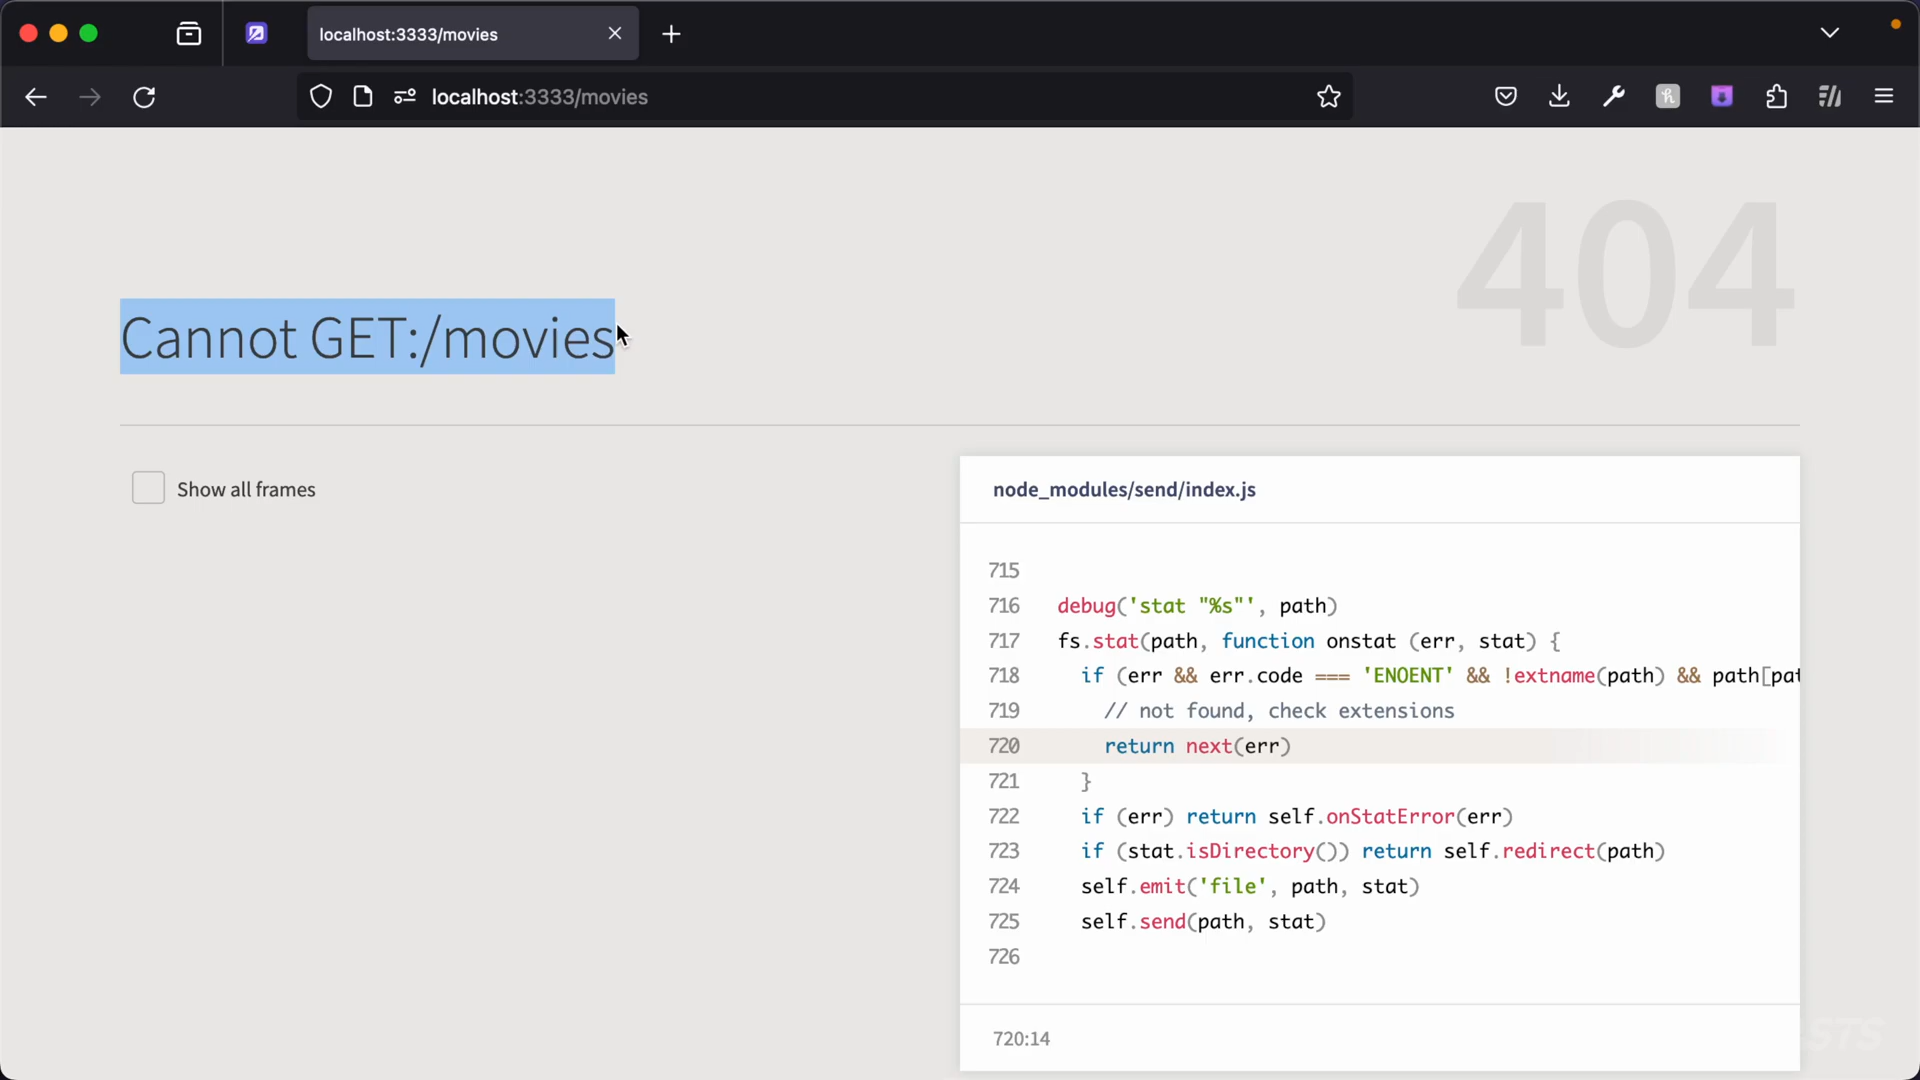 localhost:3333/movies
localhost:3333/movies
404
Cannot GET:/movies
Show all frames
node_modules/send/index.js
715
716 debug('stat "%s"', path)
717 fs.stat(path, function onstat (err, stat) {
718 if (err && err.code === 'ENOENT' && !extname(path) && path[pat
719 // not found, check extensions
720 return next(err)
721 }
722 if (err) return self.onStatError(err)
723 if (stat.isDirectory()) return self.redirect(path)
724 self.emit('file', path, stat)
725 self.send(path, stat)
726
720:14